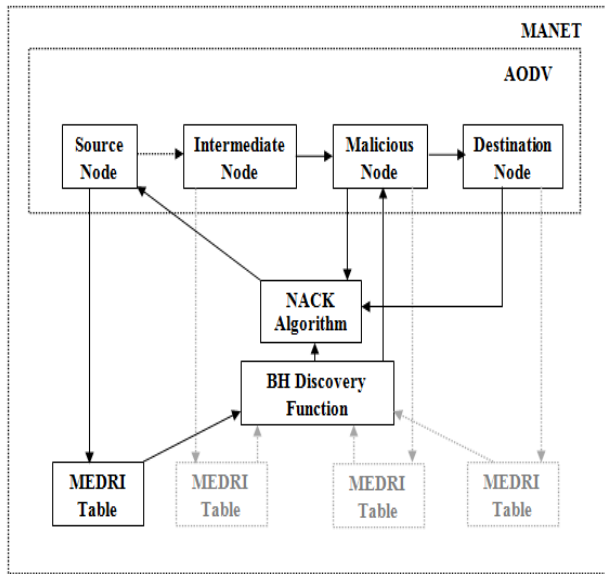 MANET
AODV
Source
Node
Intermediate
Node
Malicious
Node
Destination
Node
NACK
Algorithm
BH Discovery
Function
MEDRI
Table
MEDRI
Table
MEDRI
Table
MEDRI
Table